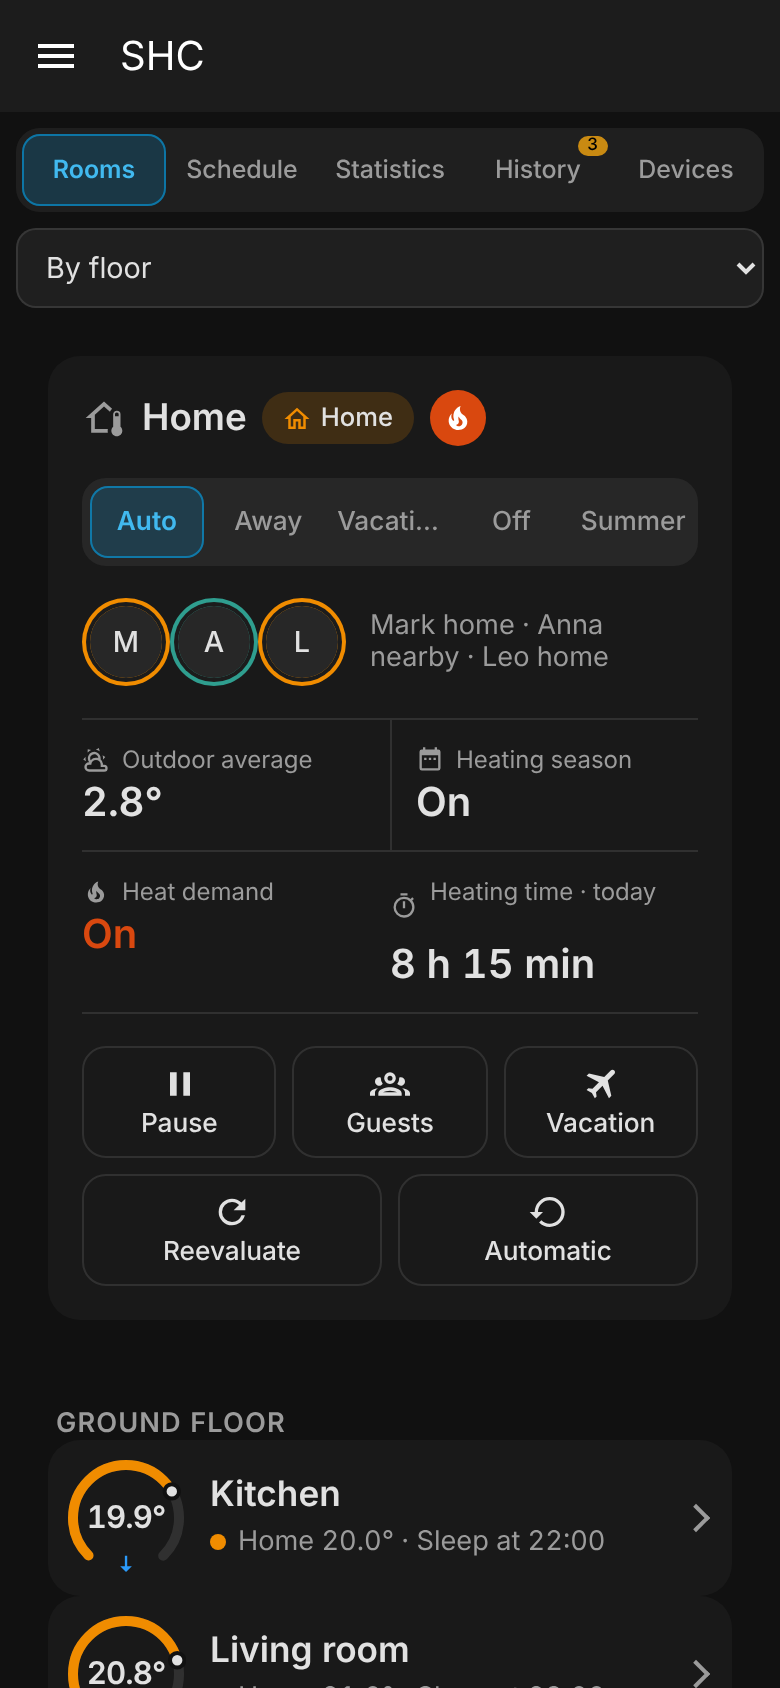 SHC
Rooms
Schedule
Statistics
History
3
Devices
By floor
Home
Home
Auto
Away
Vacati...
Off
Summer
M
A
L
Mark home · Anna
nearby · Leo home
Outdoor average
2.8°
Heating season
On
Heat demand
On
Heating time · today
8 h 15 min
Pause
Guests
Vacation
Reevaluate
Automatic
GROUND FLOOR
19.9°
Kitchen
Home 20.0° · Sleep at 22:00
20.8°
Living room